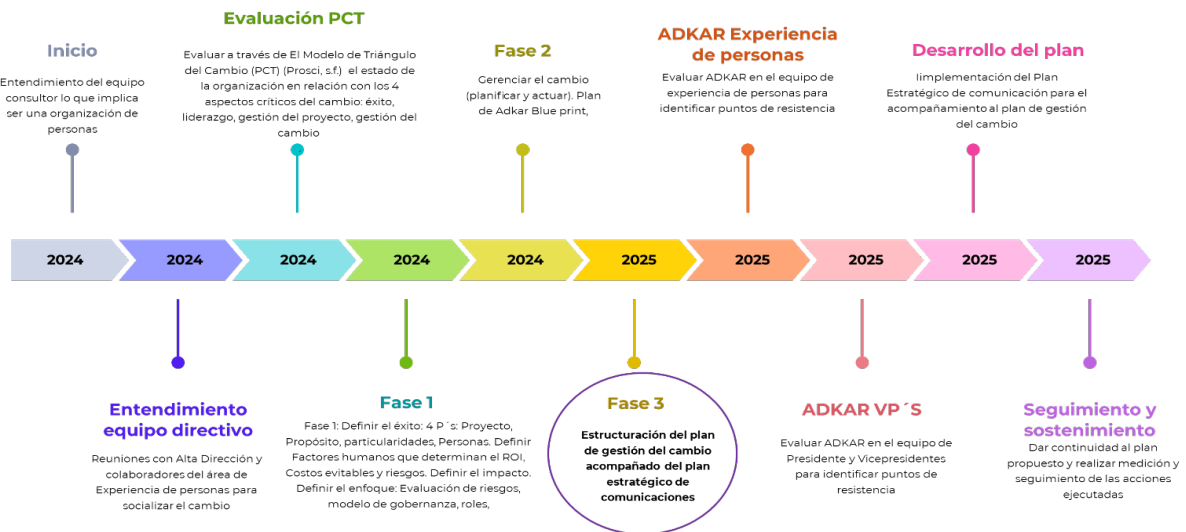 Inicio
Entendimiento del equipo
consultor lo que implica
ser una organización de
personas
Evaluación PCT
Evaluar a través de El Modelo de Triángulo
del Cambio (PCT) (Prosci, s.f.) el estado de
la organización en relación con los 4
aspectos críticos del cambio: éxito,
liderazgo, gestión del proyecto, gestión del
cambio
Fase 2
Gerenciar el cambio
(planificar y actuar). Plan
de Adkar Blue print,
ADKAR Experiencia
de personas
Evaluar ADKAR en el equipo de
experiencia de personas para
identificar puntos de resistencia
Desarrollo del plan
Iimplementación del Plan
Estratégico de comunicación para el
acompañamiento al plan de gestión
del cambio
2024
2024
2024
2024
2024
2025
2025
2025
2025
2025
Entendimiento
equipo directivo
Reuniones con Alta Dirección y
colaboradores del área de
Experiencia de personas para
socializar el cambio
Fase 1
Fase 1: Definir el éxito: 4 P´s: Proyecto,
Propósito, particularidades, Personas. Definir
Factores humanos que determinan el ROI,
Costos evitables y riesgos. Definir el impacto.
Definir el enfoque: Evaluación de riesgos,
modelo de gobernanza, roles,
Fase 3
Estructuración del plan
de gestión del cambio
acompañado del plan
estratégico de
comunicaciones
ADKAR VP´S
Evaluar ADKAR en el equipo de
Presidente y Vicepresidentes
para identificar puntos de
resistencia
Seguimiento y
sostenimiento
Dar continuidad al plan
propuesto y realizar medición y
seguimiento de las acciones
ejecutadas